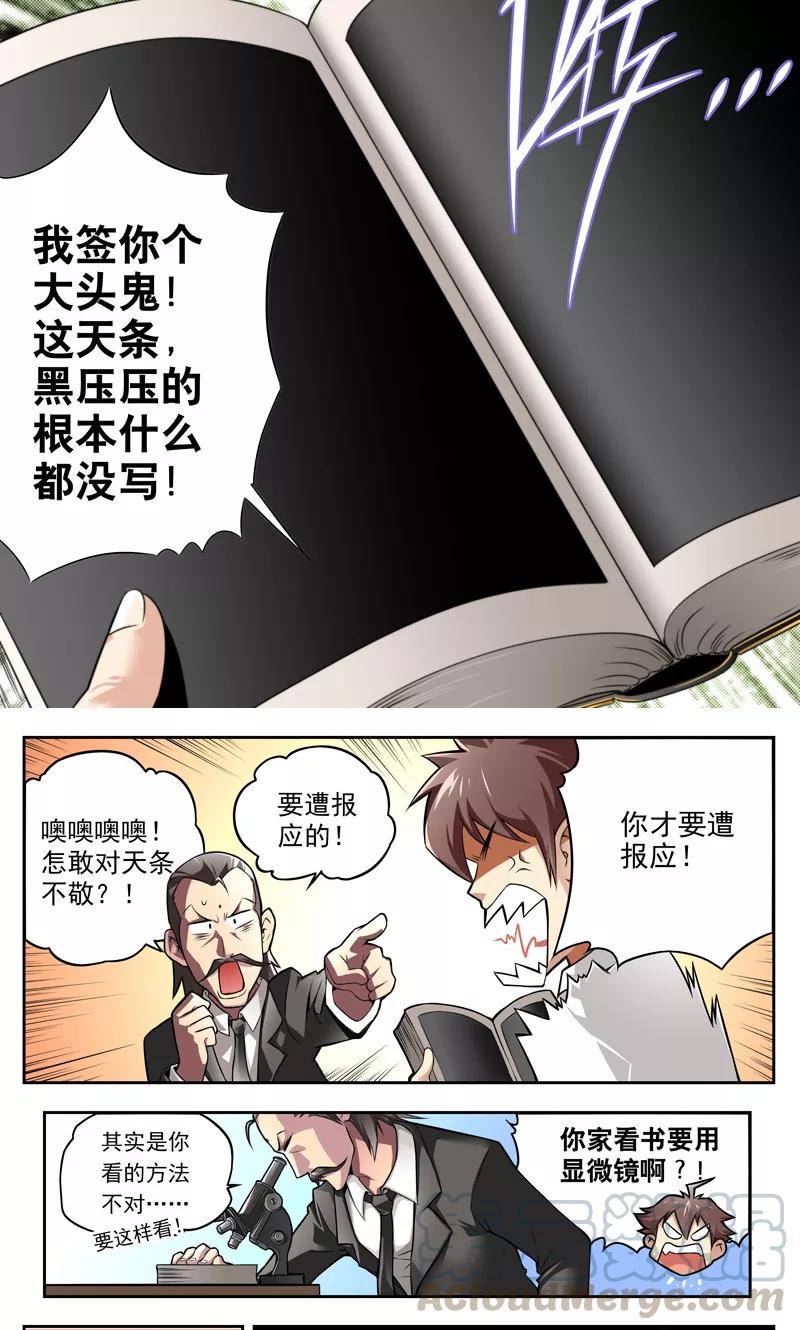 我签你个
大头鬼！
这天条，
黑压压的
根本什么
都没写！
噢噢噢噢！
怎敢对天条
不敬？！
要遭报
应的！
你才要遭
报应！
其实是你
看的方法
不对……
要这样看！
你家看书要用
显微镜啊？！
AcloudMerge.com